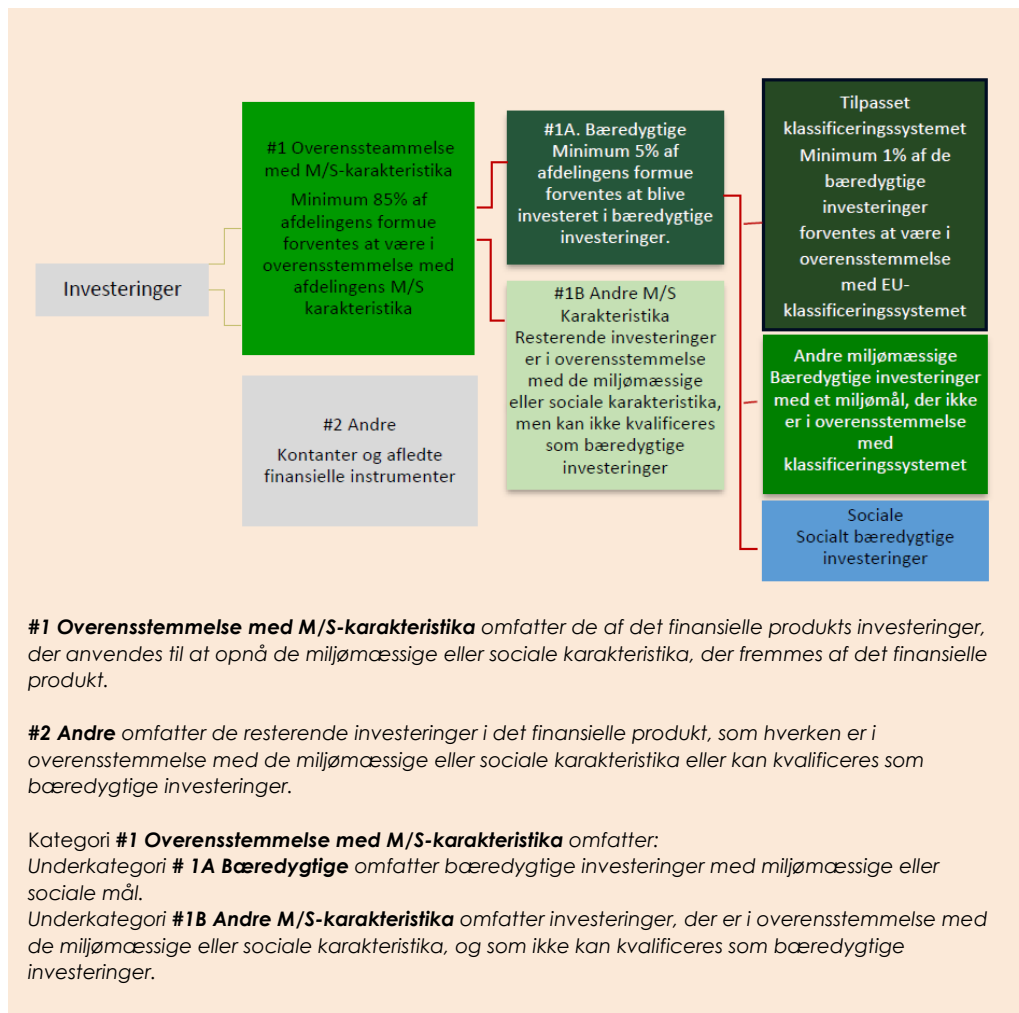 Investeringer
#1 Overenssteammelse
med M/S-karakteristika
Minimum 85% af
afdelingens formue
forventes at være i
overensstemmelse med
afdelingens M/S
karakteristika
#2 Andre
Kontanter og afledte
finansielle instrumenter
#1A. Bæredygtige
Minimum 5% af
afdelingens formue
forventes at blive
investeret i bæredygtige
investeringer.
#1B Andre M/S
Karakteristika
Resterende investeringer
er i overensstemmelse
med de miljømæssige
eller sociale karakteristika,
men kan ikke kvalificeres
som bæredygtige
investeringer
Tilpasset
klassificeringssystemet
Minimum 1% af de
bæredygtige
investeringer
forventes at være i
overensstemmelse
med EU-
klassificeringssystemet
Andre miljømæssige
Bæredygtige investeringer
med et miljømål, der ikke
er i overensstemmelse
med
klassificeringssystemet
Sociale
Socialt bæredygtige
investeringer
#1 Overensstemmelse med M/S-karakteristika omfatter de af det finansielle produkts investeringer,
der anvendes til at opnå de miljømæssige eller sociale karakteristika, der fremmes af det finansielle
produkt.
#2 Andre omfatter de resterende investeringer i det finansielle produkt, som hverken er i
overensstemmelse med de miljømæssige eller sociale karakteristika eller kan kvalificeres som
bæredygtige investeringer.
Kategori #1 Overensstemmelse med M/S-karakteristika omfatter:
Underkategori # 1A Bæredygtige omfatter bæredygtige investeringer med miljømæssige eller
sociale mål.
Underkategori #1B Andre M/S-karakteristika omfatter investeringer, der er i overensstemmelse med
de miljømæssige eller sociale karakteristika, og som ikke kan kvalificeres som bæredygtige
investeringer.